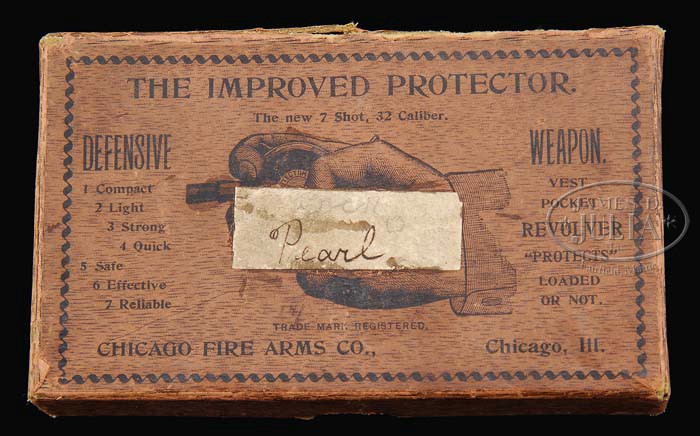 THE IMPROVED PROTECTOR.
The new 7 Shot, 32 Caliber.
DEFENSIVE
1 Compact
2 Light
3 Strong
4 Quick
5 Safe
6 Effective
7 Reliable
Pearl
WEAPON.
VEST
POCKET
REVOLVER
"PROTECTS"
LOADED
OR NOT.
TRADE MARK REGISTERED.
CHICAGO FIRE ARMS CO.,
Chicago, Ill.
JAMES D.
JULIA